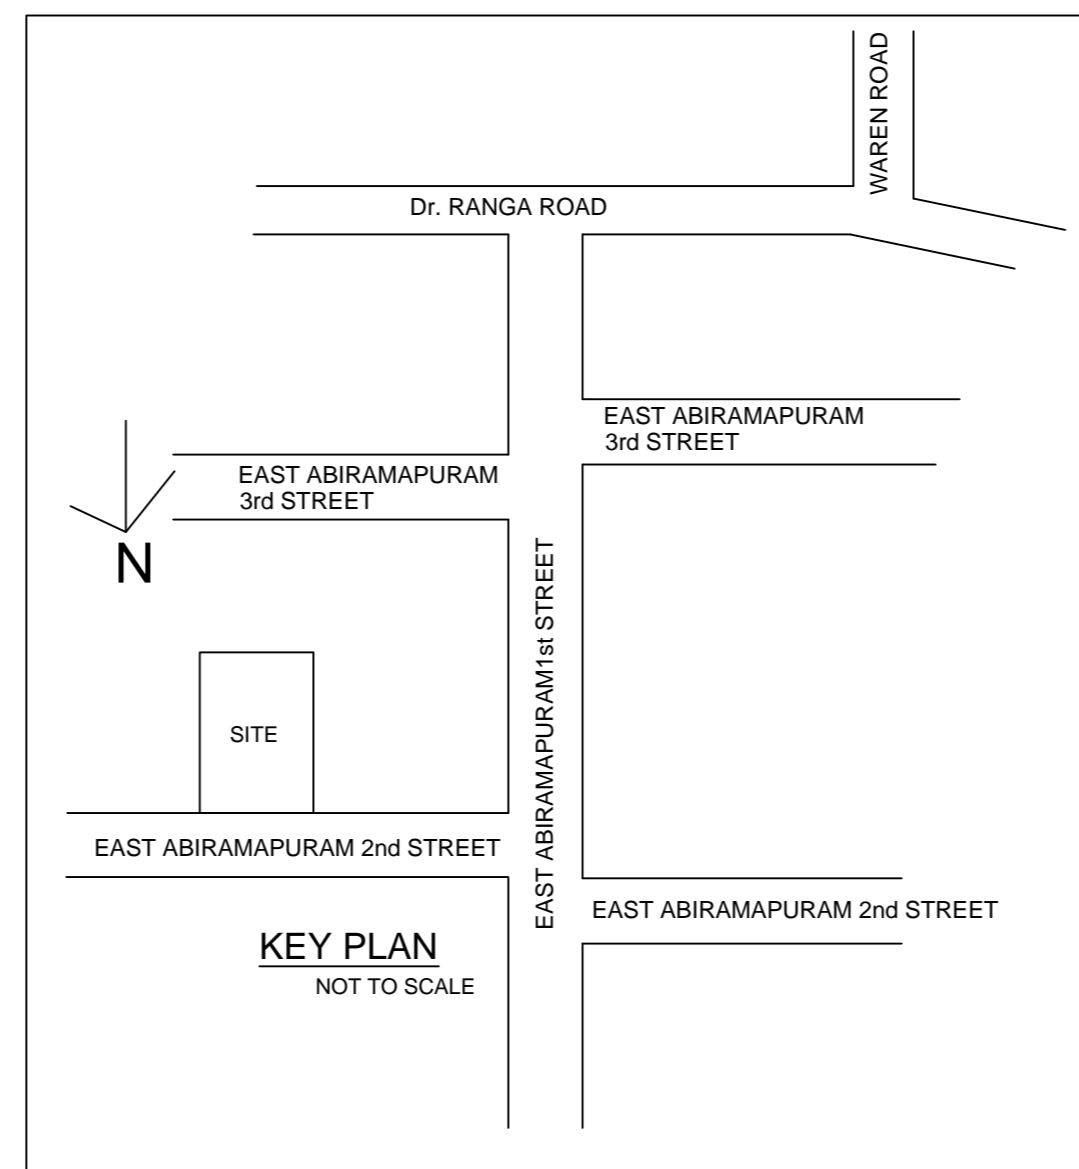 WAREN ROAD
Dr. RANGA ROAD
EAST ABIRAMAPURAM
3rd STREET
EAST ABIRAMAPURAM
3rd STREET
N
EAST ABIRAMAPURAM1st STREET
SITE
EAST ABIRAMAPURAM 2nd STREET
EAST ABIRAMAPURAM 2nd STREET
KEY PLAN
NOT TO SCALE